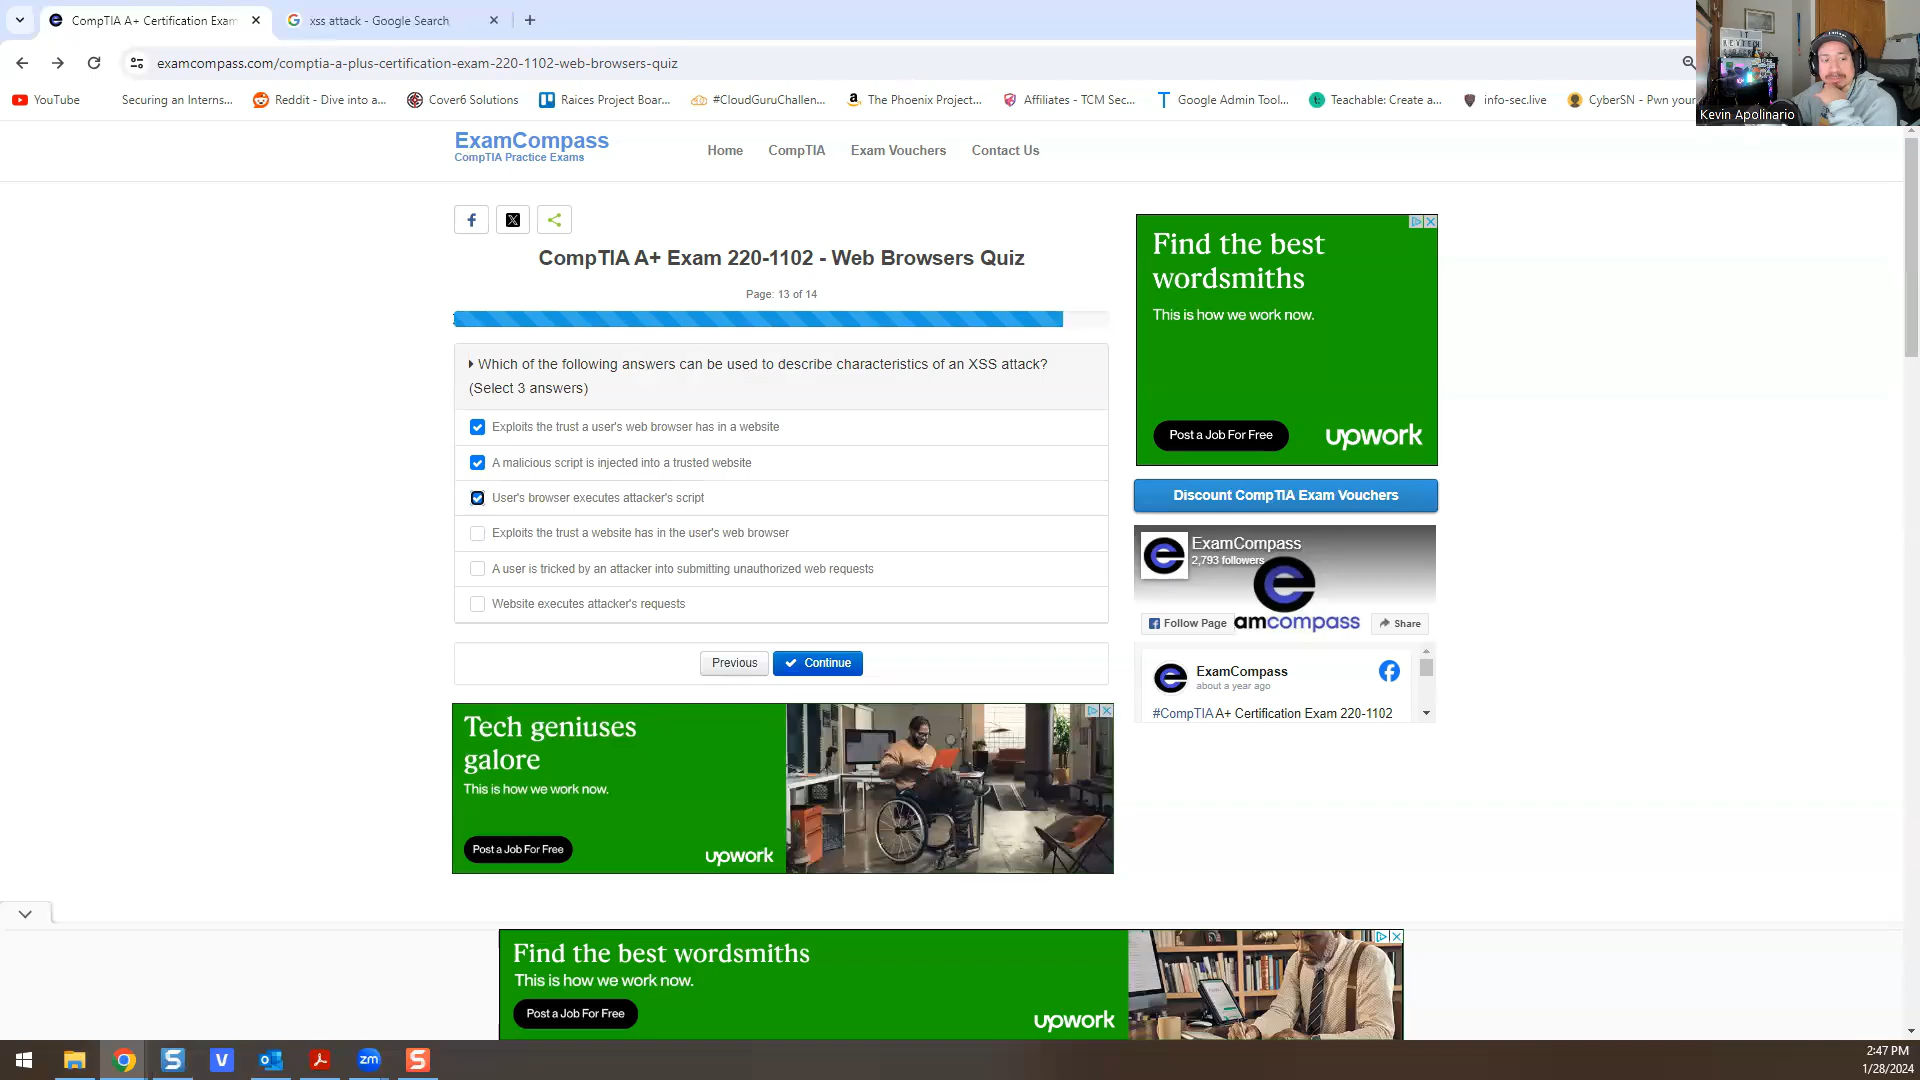 CompTIA A+ Certification Exam
xss attack - Google Search
examcompass.com/comptia-a-plus-certification-exam-220-1102-web-browsers-quiz
YouTube
Securing an Interns...
Reddit - Dive into a...
Cover6 Solutions
Raices Project Boar...
#CloudGuruChallen...
The Phoenix Project...
Affiliates - TCM Sec...
Google Admin Tool...
Teachable: Create a...
info-sec.live
CyberSN - Pwn your
Kevin Apolinario
ExamCompass
CompTIA Practice Exams
Home
CompTIA
Exam Vouchers
Contact Us
CompTIA A+ Exam 220-1102 - Web Browsers Quiz
Page: 13 of 14
Which of the following answers can be used to describe characteristics of an XSS attack?
(Select 3 answers)
Exploits the trust a user's web browser has in a website
A malicious script is injected into a trusted website
User's browser executes attacker's script
Exploits the trust a website has in the user's web browser
A user is tricked by an attacker into submitting unauthorized web requests
Website executes attacker's requests
Previous
Continue
Find the best
wordsmiths
This is how we work now.
Post a Job For Free
upwork
Discount CompTIA Exam Vouchers
ExamCompass
2,793 followers
Follow Page
amcompass
Share
ExamCompass
about a year ago
#CompTIA A+ Certification Exam 220-1102
Tech geniuses
galore
This is how we work now.
Post a Job For Free
upwork
Find the best wordsmiths
This is how we work now.
Post a Job For Free
upwork
zm
2:47 PM
1/28/2024